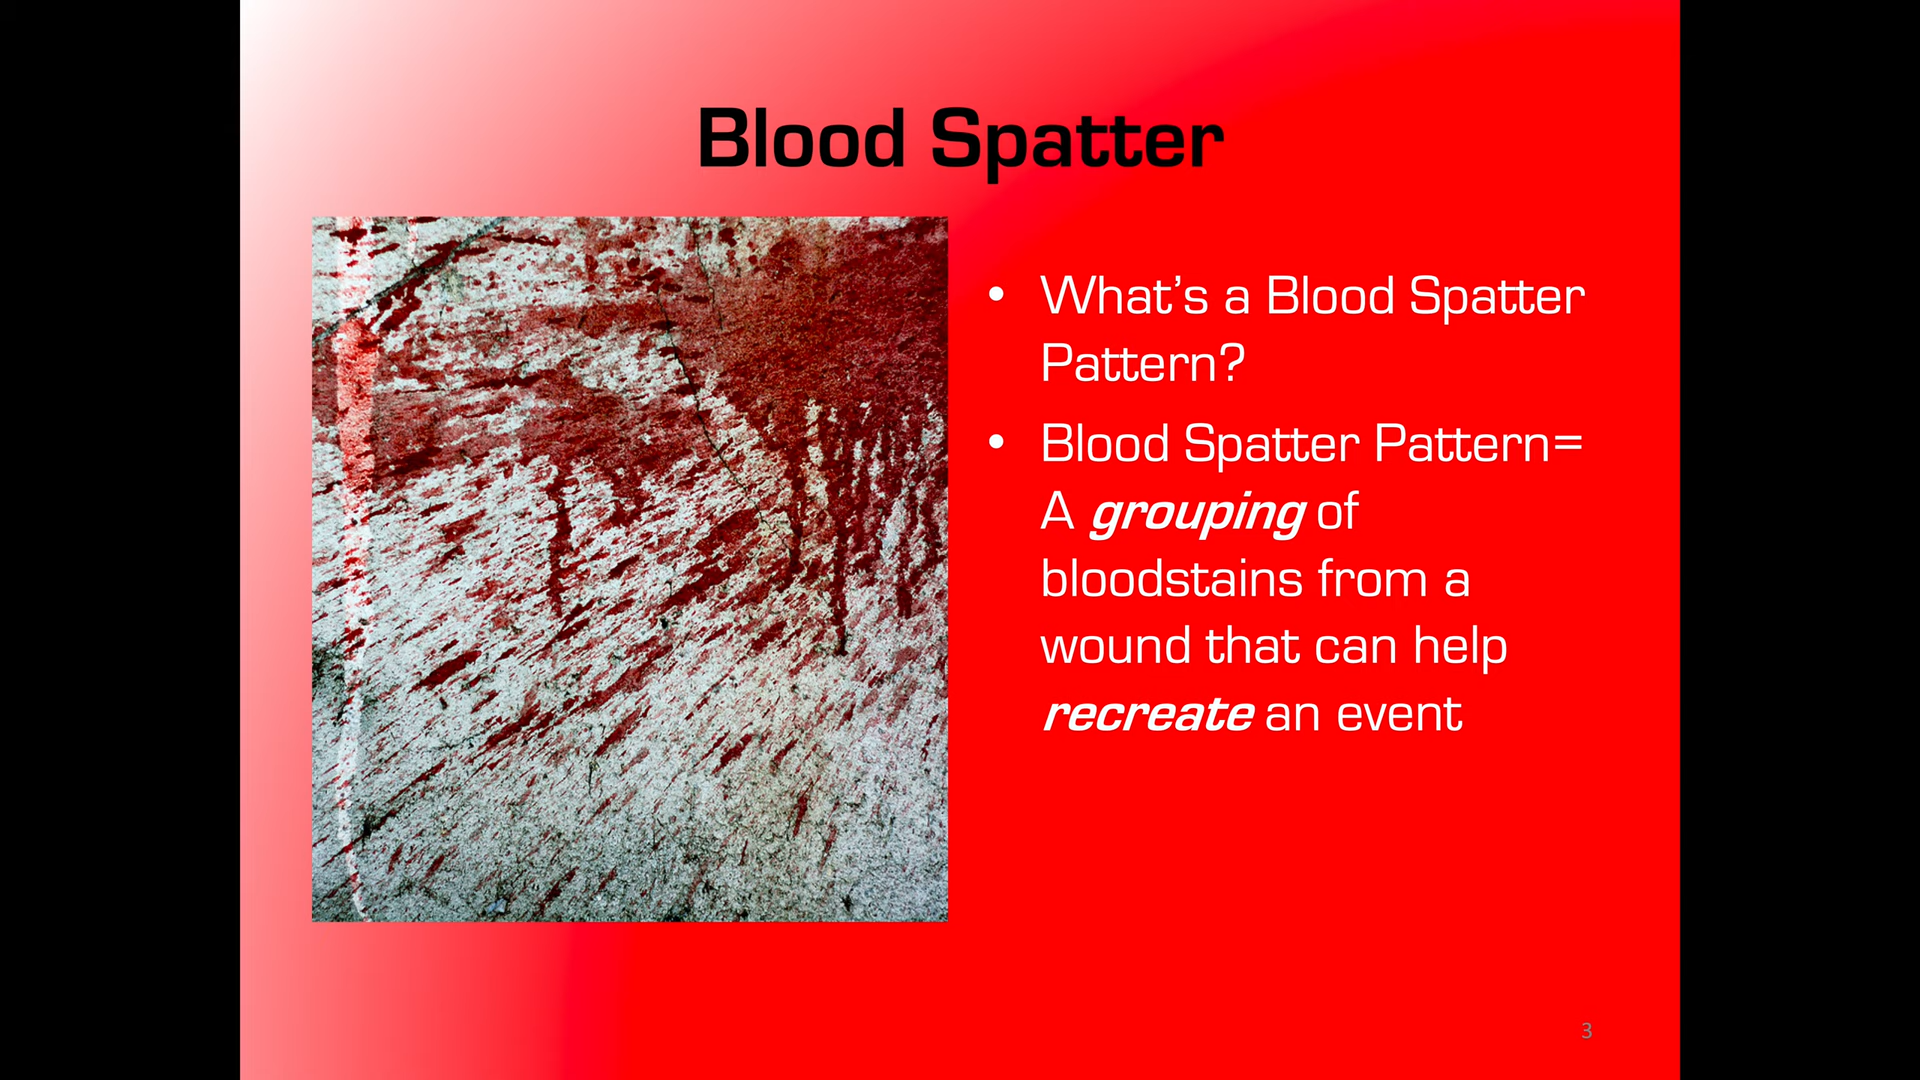 Blood Spatter
• What’s a Blood Spatter
Pattern?
• Blood Spatter Pattern=
A grouping of
bloodstains from a
wound that can help
recreate an event
3